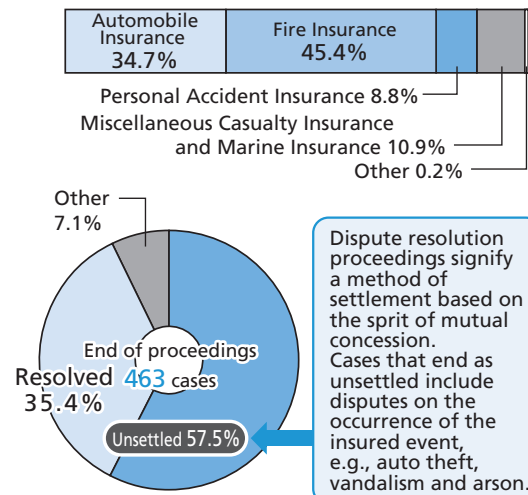 Automobile
Insurance
34.7%
Fire Insurance
45.4%
Personal Accident Insurance 8.8%
Miscellaneous Casualty Insurance
and Marine Insurance 10.9%
Other 0.2%
Other
7.1%
End of proceedings
463 cases
Resolved
35.4%
Unsettled 57.5%
Dispute resolution
proceedings signify
a method of
settlement based on
the sprit of mutual
concession.
Cases that end as
unsettled include
disputes on the
occurrence of the
insured event,
e.g., auto theft,
vandalism and arson.